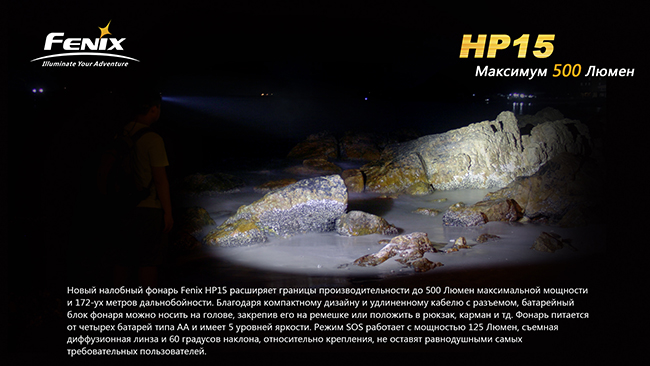 FENIX
Illuminate Your Adventure
HP15
Максимум 500 Люмен
Новый налобный фонарь Fenix HP15 расширяет границы производительности до 500 Люмен максимальной мощности
и 172-ух метров дальнобойности. Благодаря компактному дизайну и удлиненному кабелю с разъемом, батарейный
блок фонаря можно носить на голове, закрепив его на ремешке или положить в рюкзак, карман и тд. Фонарь питается
от четырех батарей типа АА и имеет 5 уровней яркости. Режим SOS работает с мощностью 125 Люмен, съемная
диффузионная линза и 60 градусов наклона, относительно крепления, не оставят равнодушными самых
требовательных пользователей.